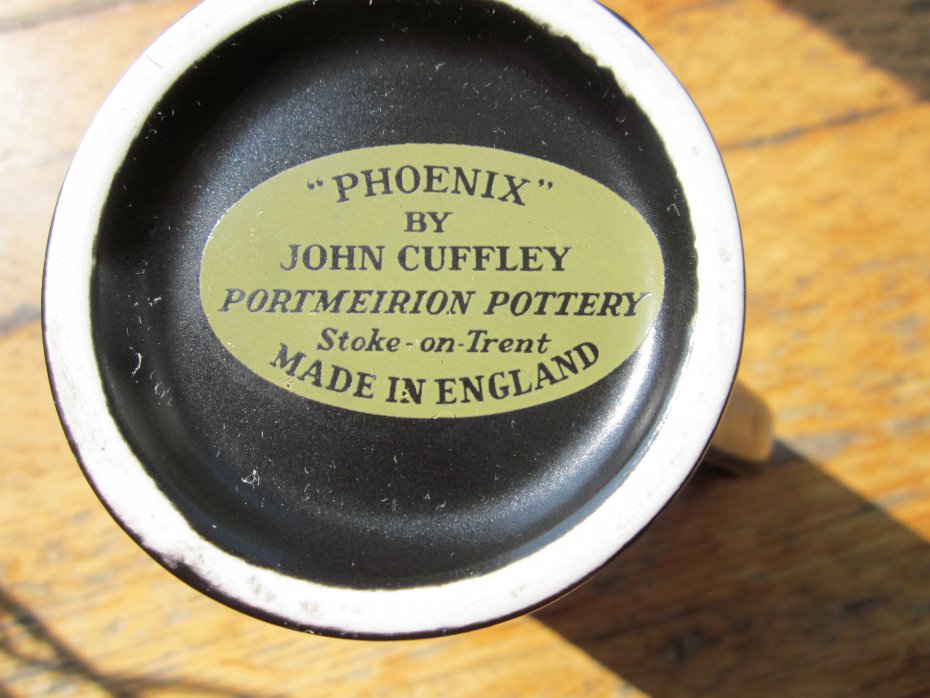 “PHOENIX”
BY
JOHN CUFFLEY
PORTMEIRION POTTERY
Stoke-on-Trent
MADE IN ENGLAND